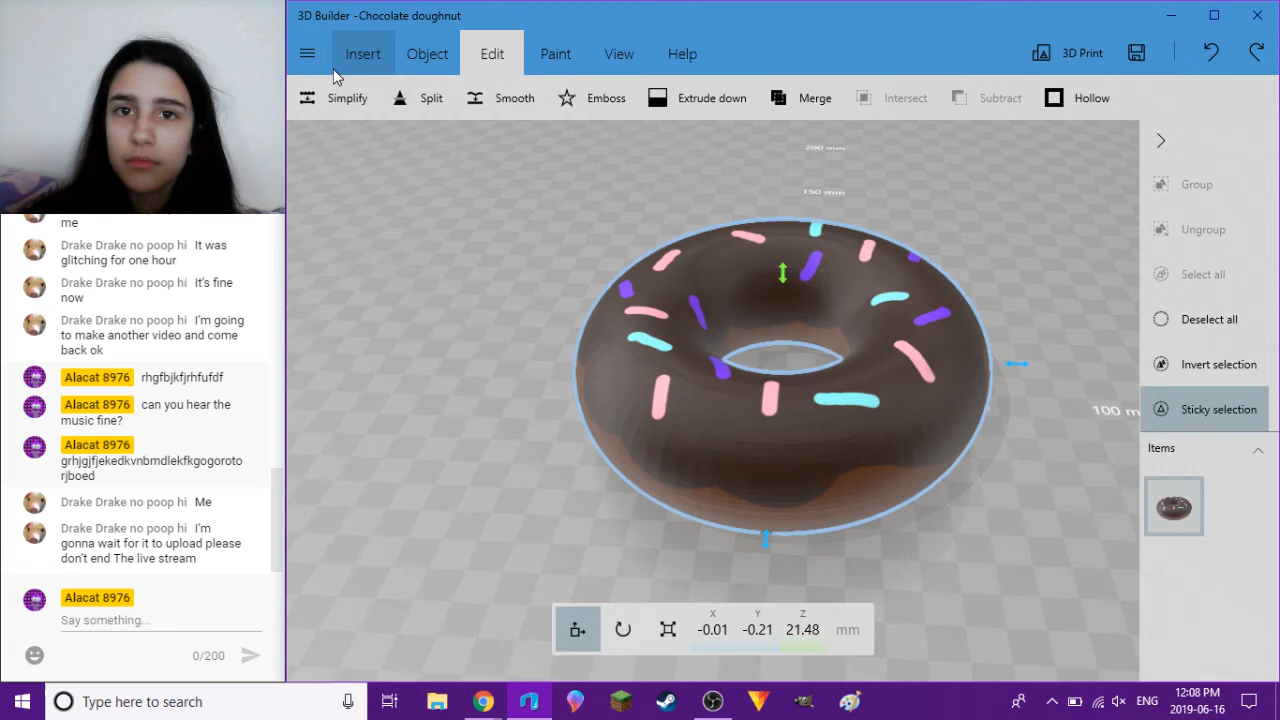 3D Builder -Chocolate doughnut
Insert Object Edit Paint View Help 3D Print
Simplify Split Smooth Emboss Extrude down Merge Intersect Subtract Hollow
200 mm
150 mm
100 m
Group
Ungroup
Select all
Deselect all
Invert selection
Sticky selection
Items
me
Drake Drake no poop hi It was
glitching for one hour
Drake Drake no poop hi It's fine
now
Drake Drake no poop hi I'm going
to make another video and come
back ok
Alacat 8976 rhgfbjkfjrhfufdf
Alacat 8976 can you hear the
music fine?
Alacat 8976
grhjgjfjekedkvnbmdlekfkgogoroto
rjboed
Drake Drake no poop hi Me
Drake Drake no poop hi I'm
gonna wait for it to upload please
don't end The live stream
Alacat 8976
Say something...
0/200
X Y Z
-0.01 -0.21 21.48 mm
Type here to search
ENG
12:08 PM
2019-06-16